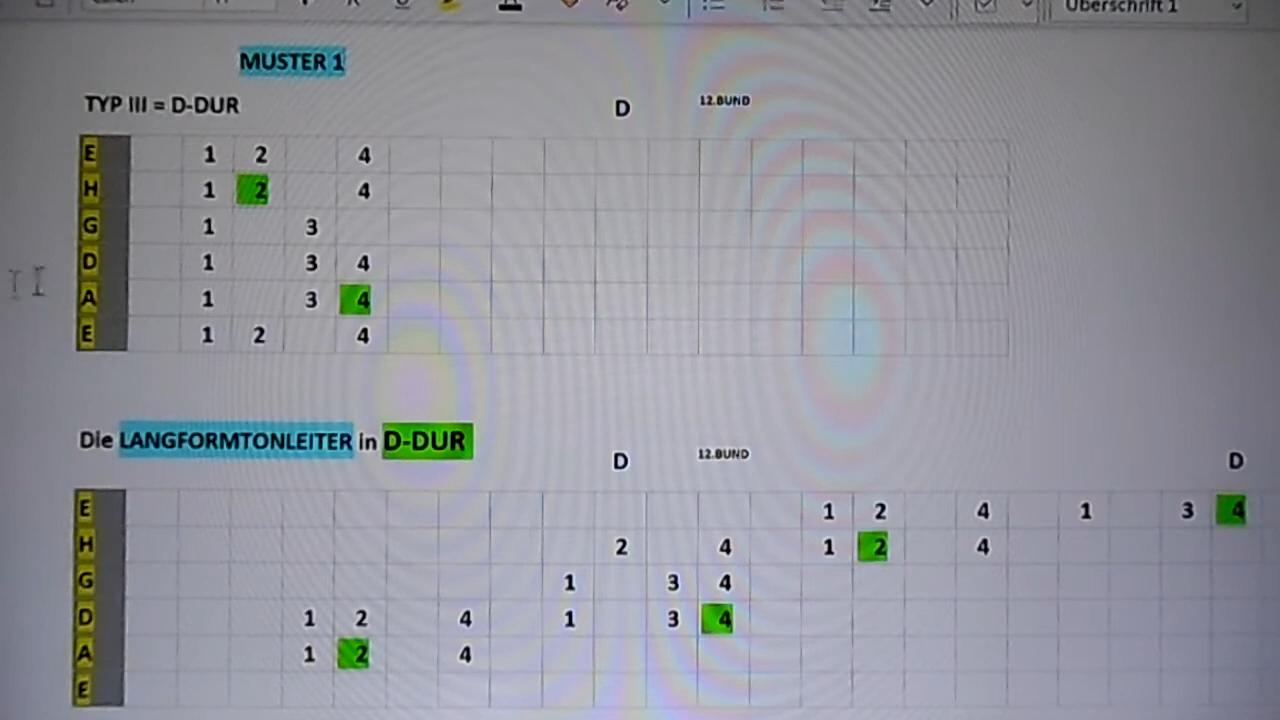 Überschrift 1
MUSTER 1
TYP III = D-DUR D 12.BUND
E 1 2 4
H 1 2 4
G 1 3
D 1 3 4
A 1 3 4
E 1 2 4
Die LANGFORMTONLEITER in D-DUR
D 12.BUND D
E 1 2 4 1 3 4
H 2 4 1 2 4
G 1 3 4
D 1 2 4 1 3 4
A 1 2 4
E